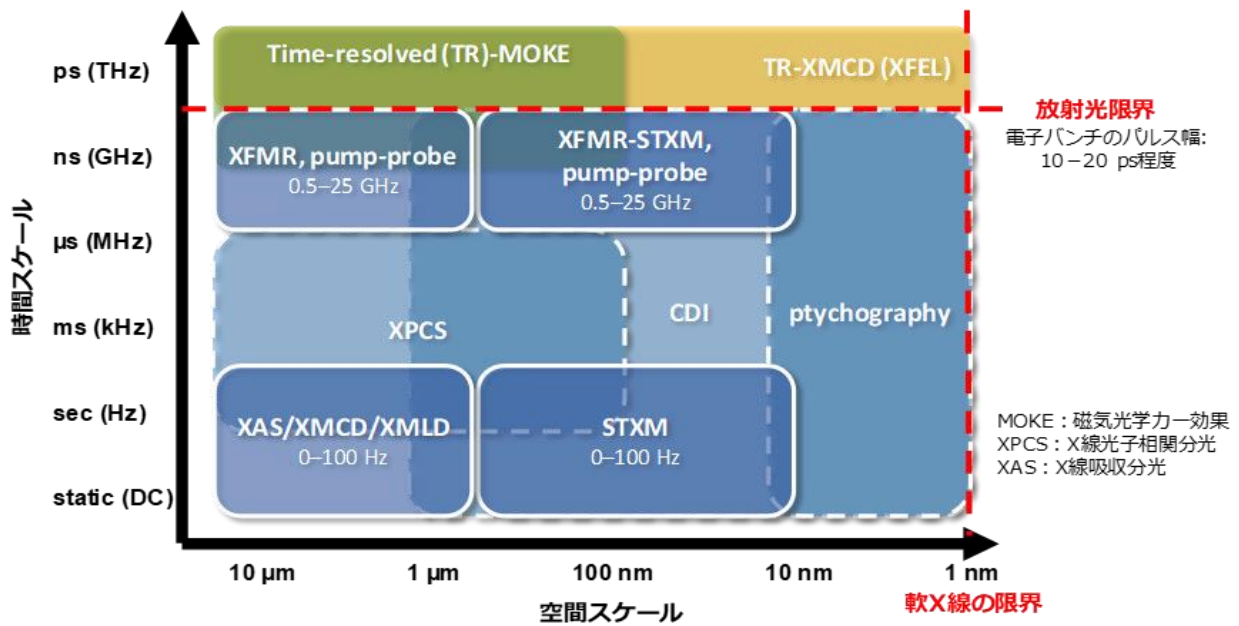 Time-resolved (TR)-MOKE
TR-XMCD (XFEL)
ps (THz)
放射光限界
電子バンチのパルス幅:
10－20 ps程度
ns (GHz)
XFMR, pump-probe
0.5–25 GHz
XFMR-STXM,
pump-probe
0.5–25 GHz
µs (MHz)
時間スケール
ms (kHz)
XPCS
CDI
ptychography
sec (Hz)
XAS/XMCD/XMLD
0–100 Hz
STXM
0–100 Hz
MOKE：磁気光学カー効果
XPCS：X線光子相関分光
XAS：X線吸収分光
static (DC)
10 µm
1 µm
100 nm
10 nm
1 nm
軟X線の限界
空間スケール